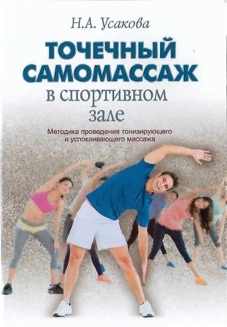 Н.А. Усакова
ТОЧЕЧНЫЙ
САМОМАССАЖ
в спортивном
зале
Методика проведения тонизирующего
и успокаивающего массажа